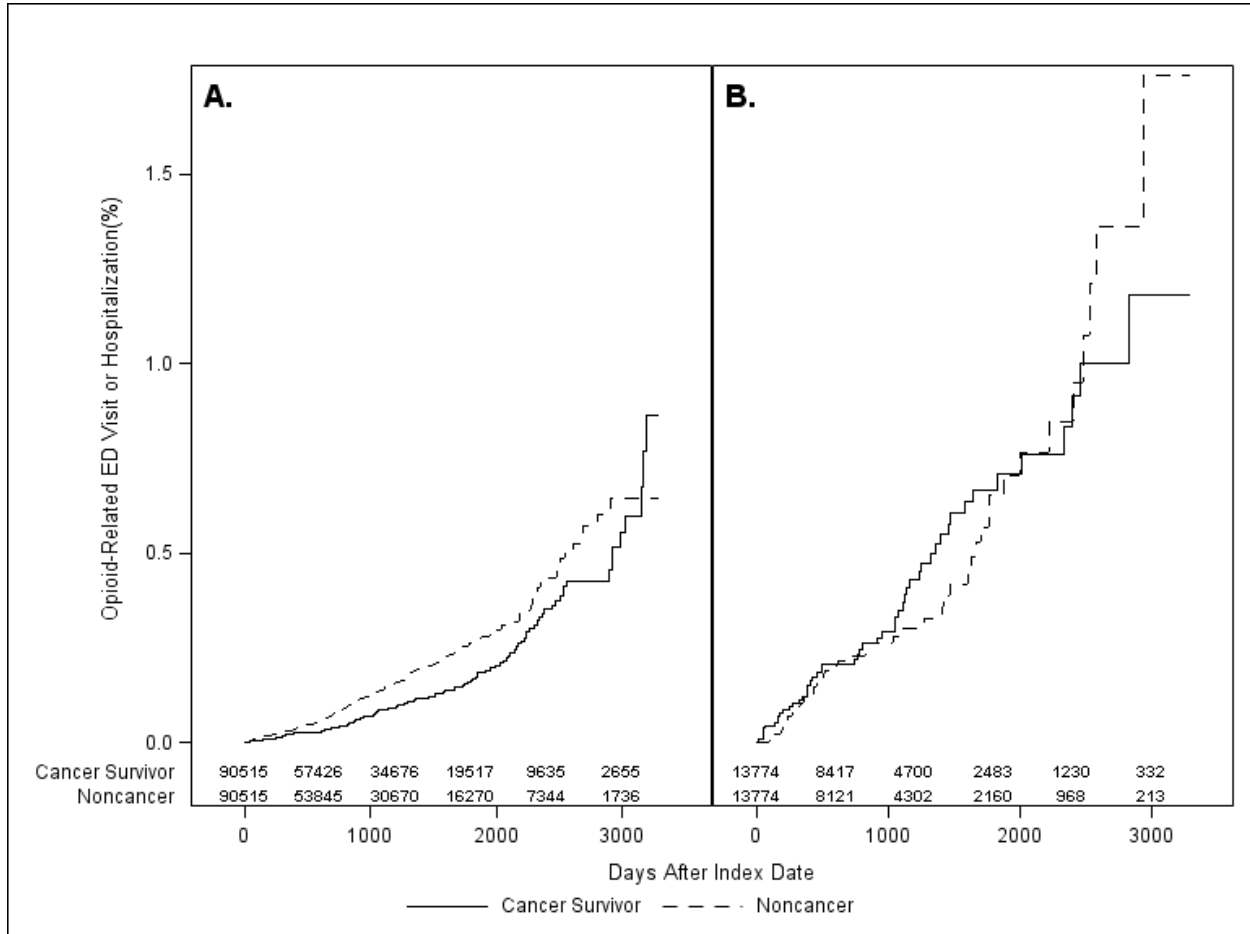 A.
B.
Opioid-Related ED Visit or Hospitalization(%)
1.5
1.0
0.5
0.0
Cancer Survivor 90515 57426 34676 19517 9635 2655 13774 8417 4700 2483 1230 332
Noncancer 90515 53845 30670 16270 7344 1736 13774 8121 4302 2160 968 213
0 1000 2000 3000 0 1000 2000 3000
Days After Index Date
Cancer Survivor Noncancer